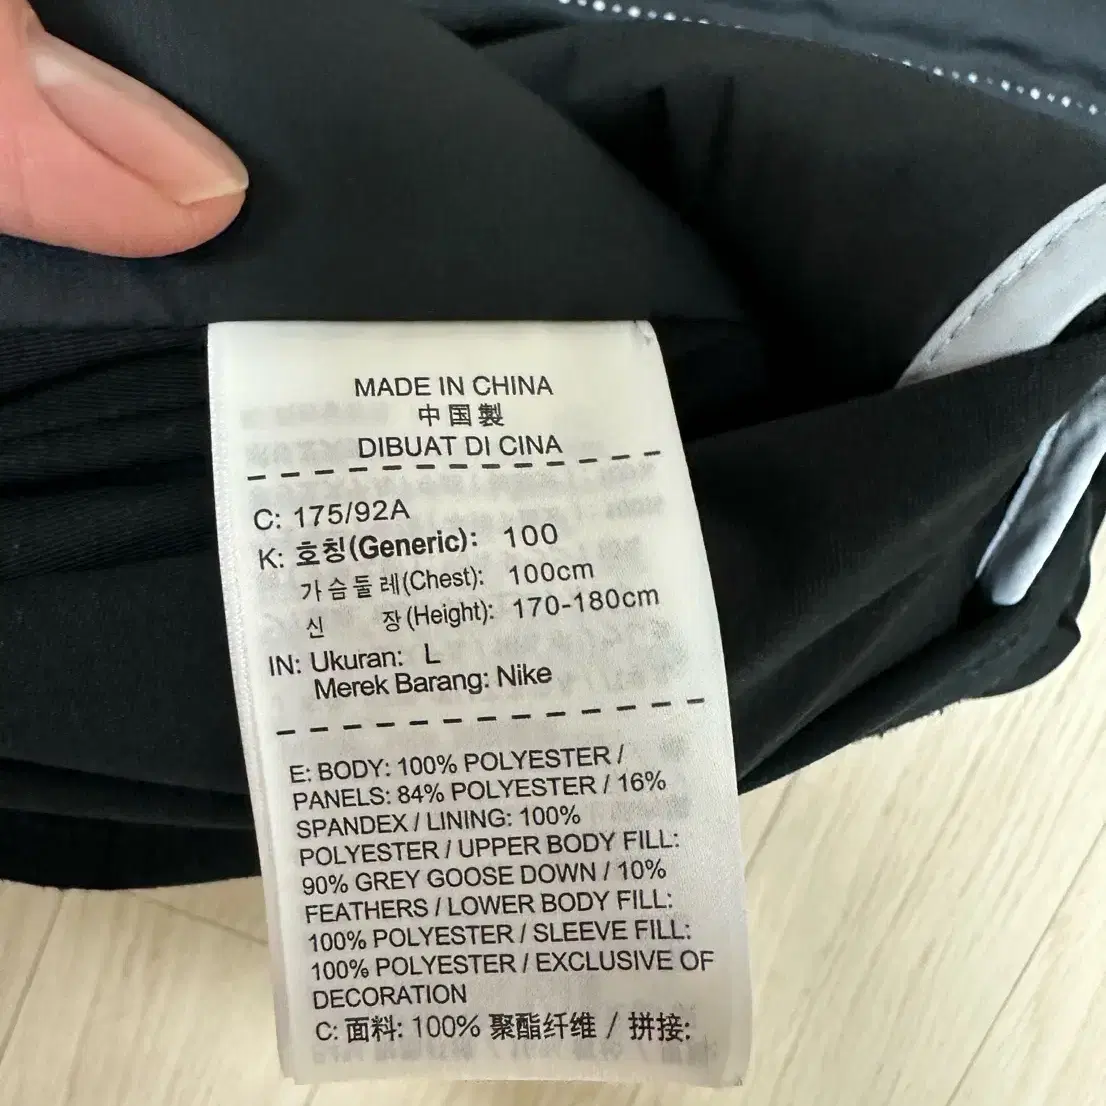 MADE IN CHINA
中国製
DIBUAT DI CINA
C: 175/92A
K: 호칭(Generic): 100
가슴둘레(Chest): 100cm
신 장(Height): 170-180cm
IN: Ukuran: L
Merek Barang: Nike
E: BODY: 100% POLYESTER /
PANELS: 84% POLYESTER / 16%
SPANDEX / LINING: 100%
POLYESTER / UPPER BODY FILL:
90% GREY GOOSE DOWN / 10%
FEATHERS / LOWER BODY FILL:
100% POLYESTER / SLEEVE FILL:
100% POLYESTER / EXCLUSIVE OF
DECORATION
C: 面料: 100% 聚酯纤维 / 拼接: